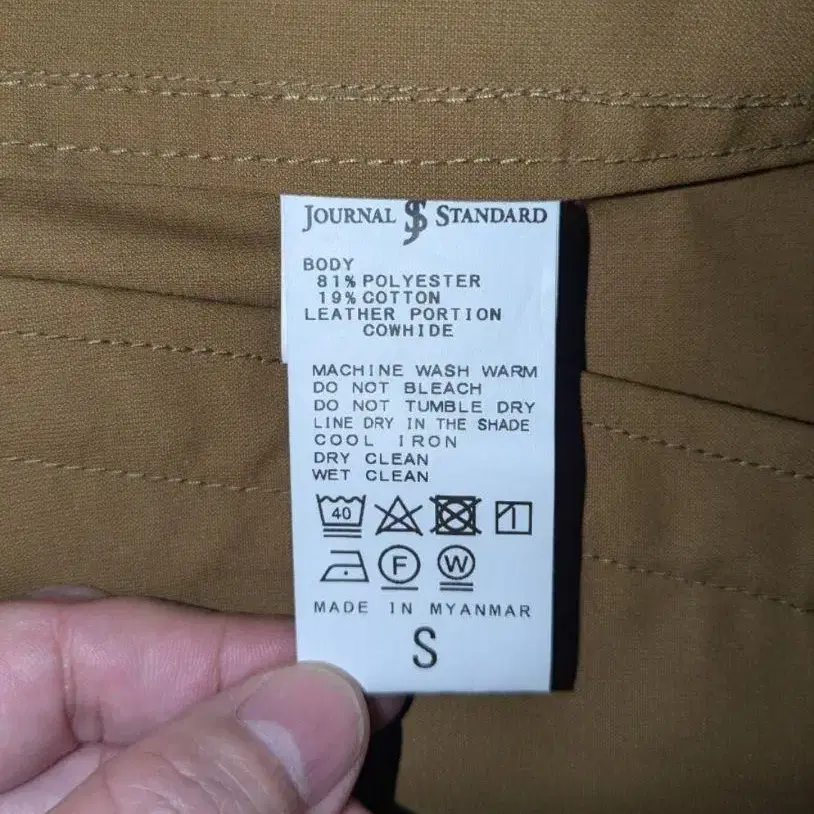 JOURNAL JS STANDARD
BODY
81% POLYESTER
19% COTTON
LEATHER PORTION
COWHIDE
MACHINE WASH WARM
DO NOT BLEACH
DO NOT TUMBLE DRY
LINE DRY IN THE SHADE
COOL IRON
DRY CLEAN
WET CLEAN
40
F W
MADE IN MYANMAR
S